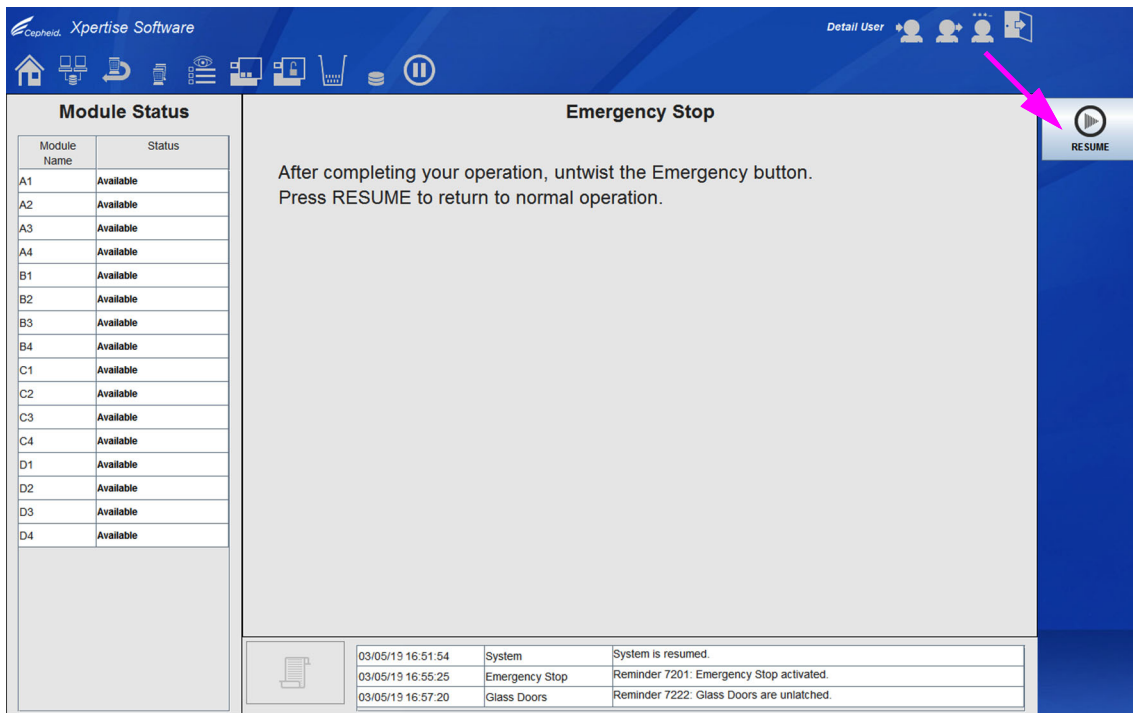 Cepheid. Xpertise Software
Detail User
Module Status
Emergency Stop
RESUME
Module Name Status
A1 Available
A2 Available
A3 Available
A4 Available
B1 Available
B2 Available
B3 Available
B4 Available
C1 Available
C2 Available
C3 Available
C4 Available
D1 Available
D2 Available
D3 Available
D4 Available
After completing your operation, untwist the Emergency button.
Press RESUME to return to normal operation.
03/05/19 16:51:54 System System is resumed.
03/05/19 16:55:25 Emergency Stop Reminder 7201: Emergency Stop activated.
03/05/19 16:57:20 Glass Doors Reminder 7222: Glass Doors are unlatched.